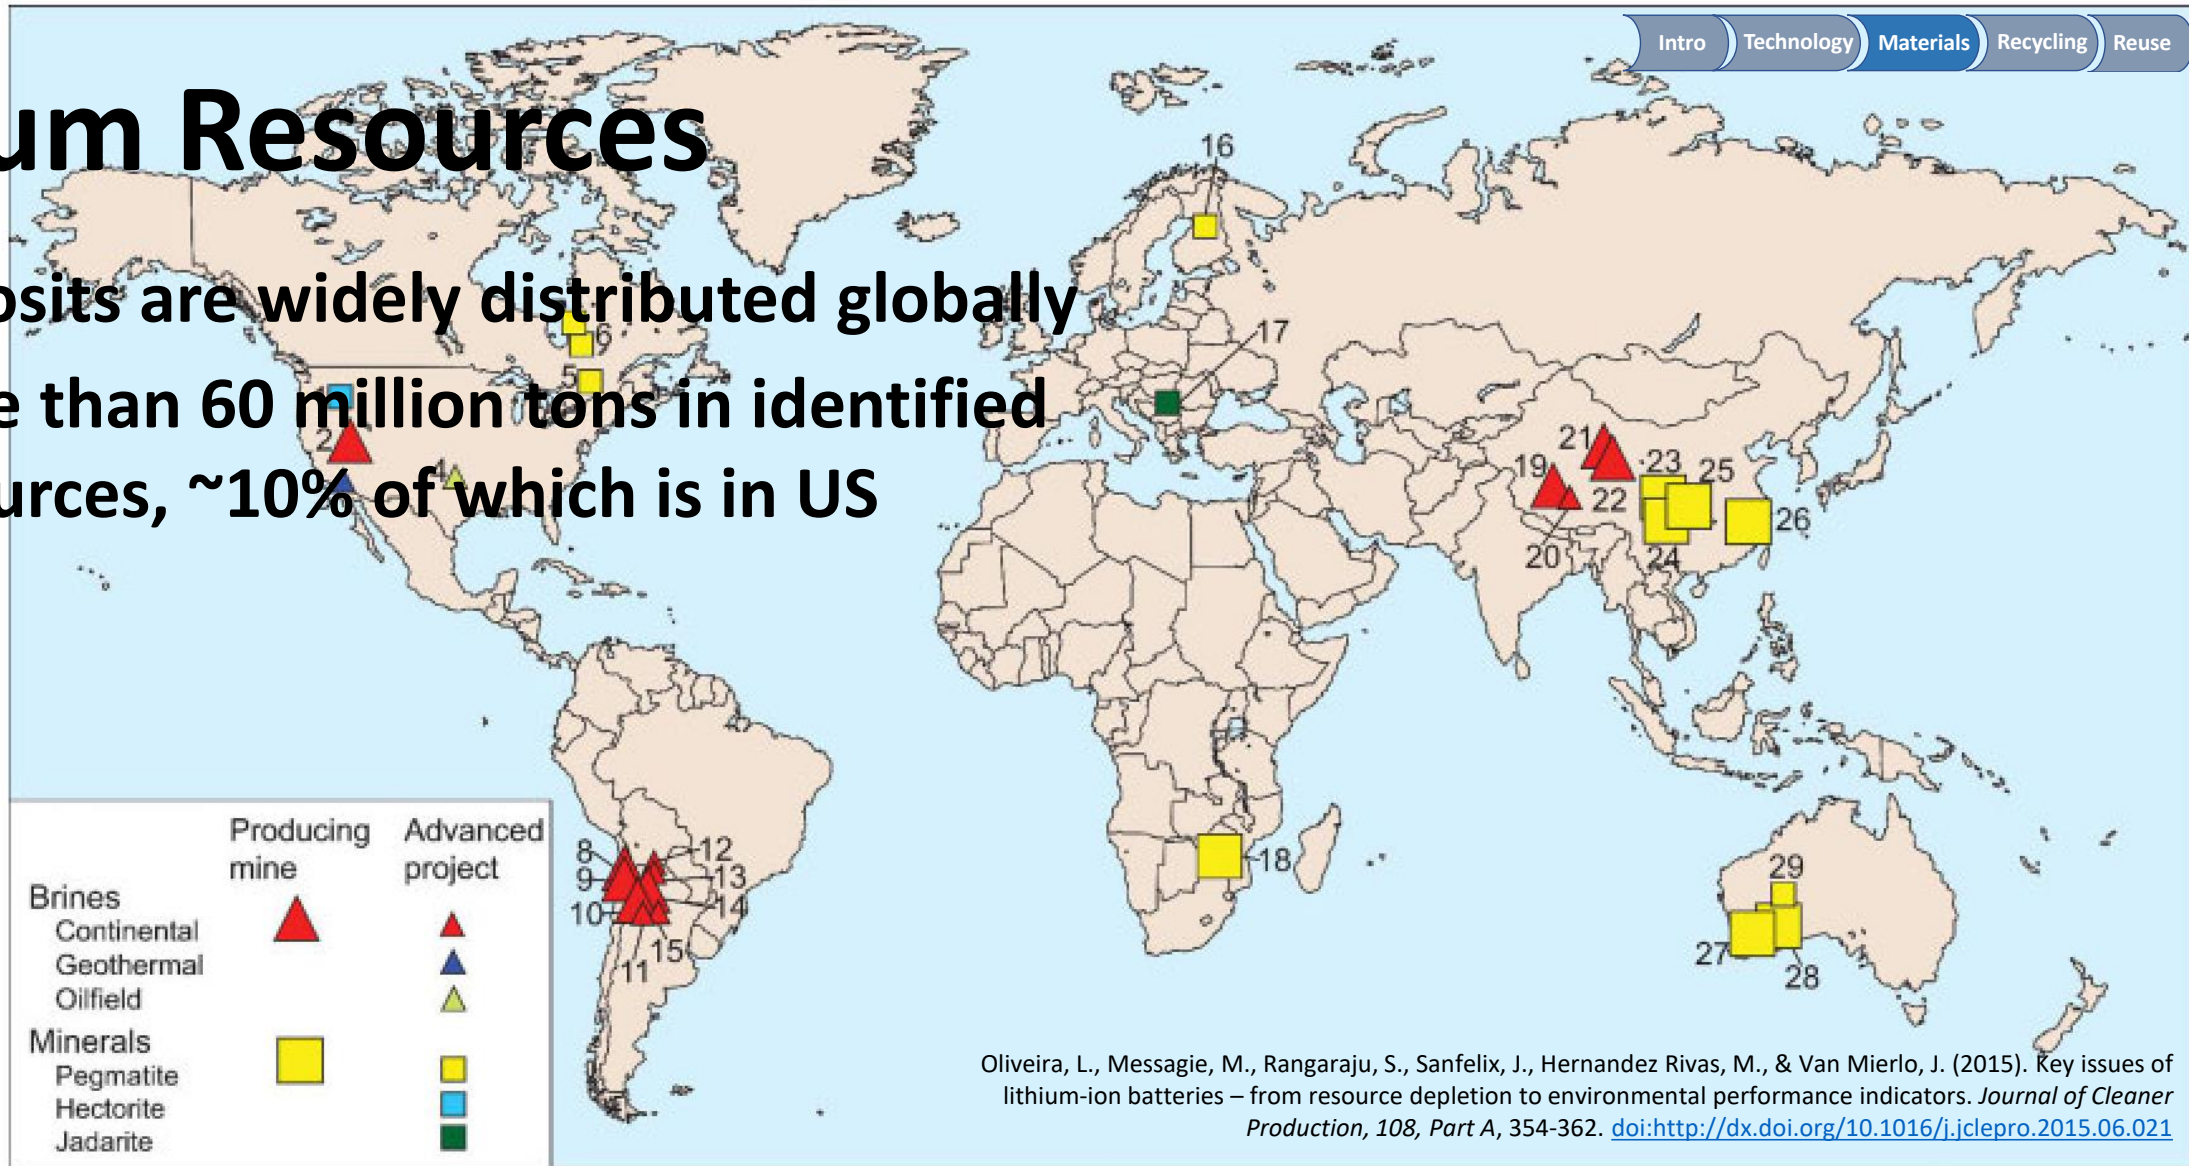 Intro Technology Materials Recycling Reuse
um Resources
osits are widely distributed globally
e than 60 million tons in identified
urces, ~10% of which is in US
16
6
17
5
2
4
21
23
25
19
22
26
20
24
8
12
9
13
18
10
14
29
15
27
11
28
Producing mine
Advanced project
Brines
Continental
Geothermal
Oilfield
Minerals
Pegmatite
Hectorite
Jadarite
Oliveira, L., Messagie, M., Rangaraju, S., Sanfelix, J., Hernandez Rivas, M., & Van Mierlo, J. (2015). Key issues of
lithium-ion batteries – from resource depletion to environmental performance indicators. Journal of Cleaner
Production, 108, Part A, 354-362. doi:http://dx.doi.org/10.1016/j.jclepro.2015.06.021